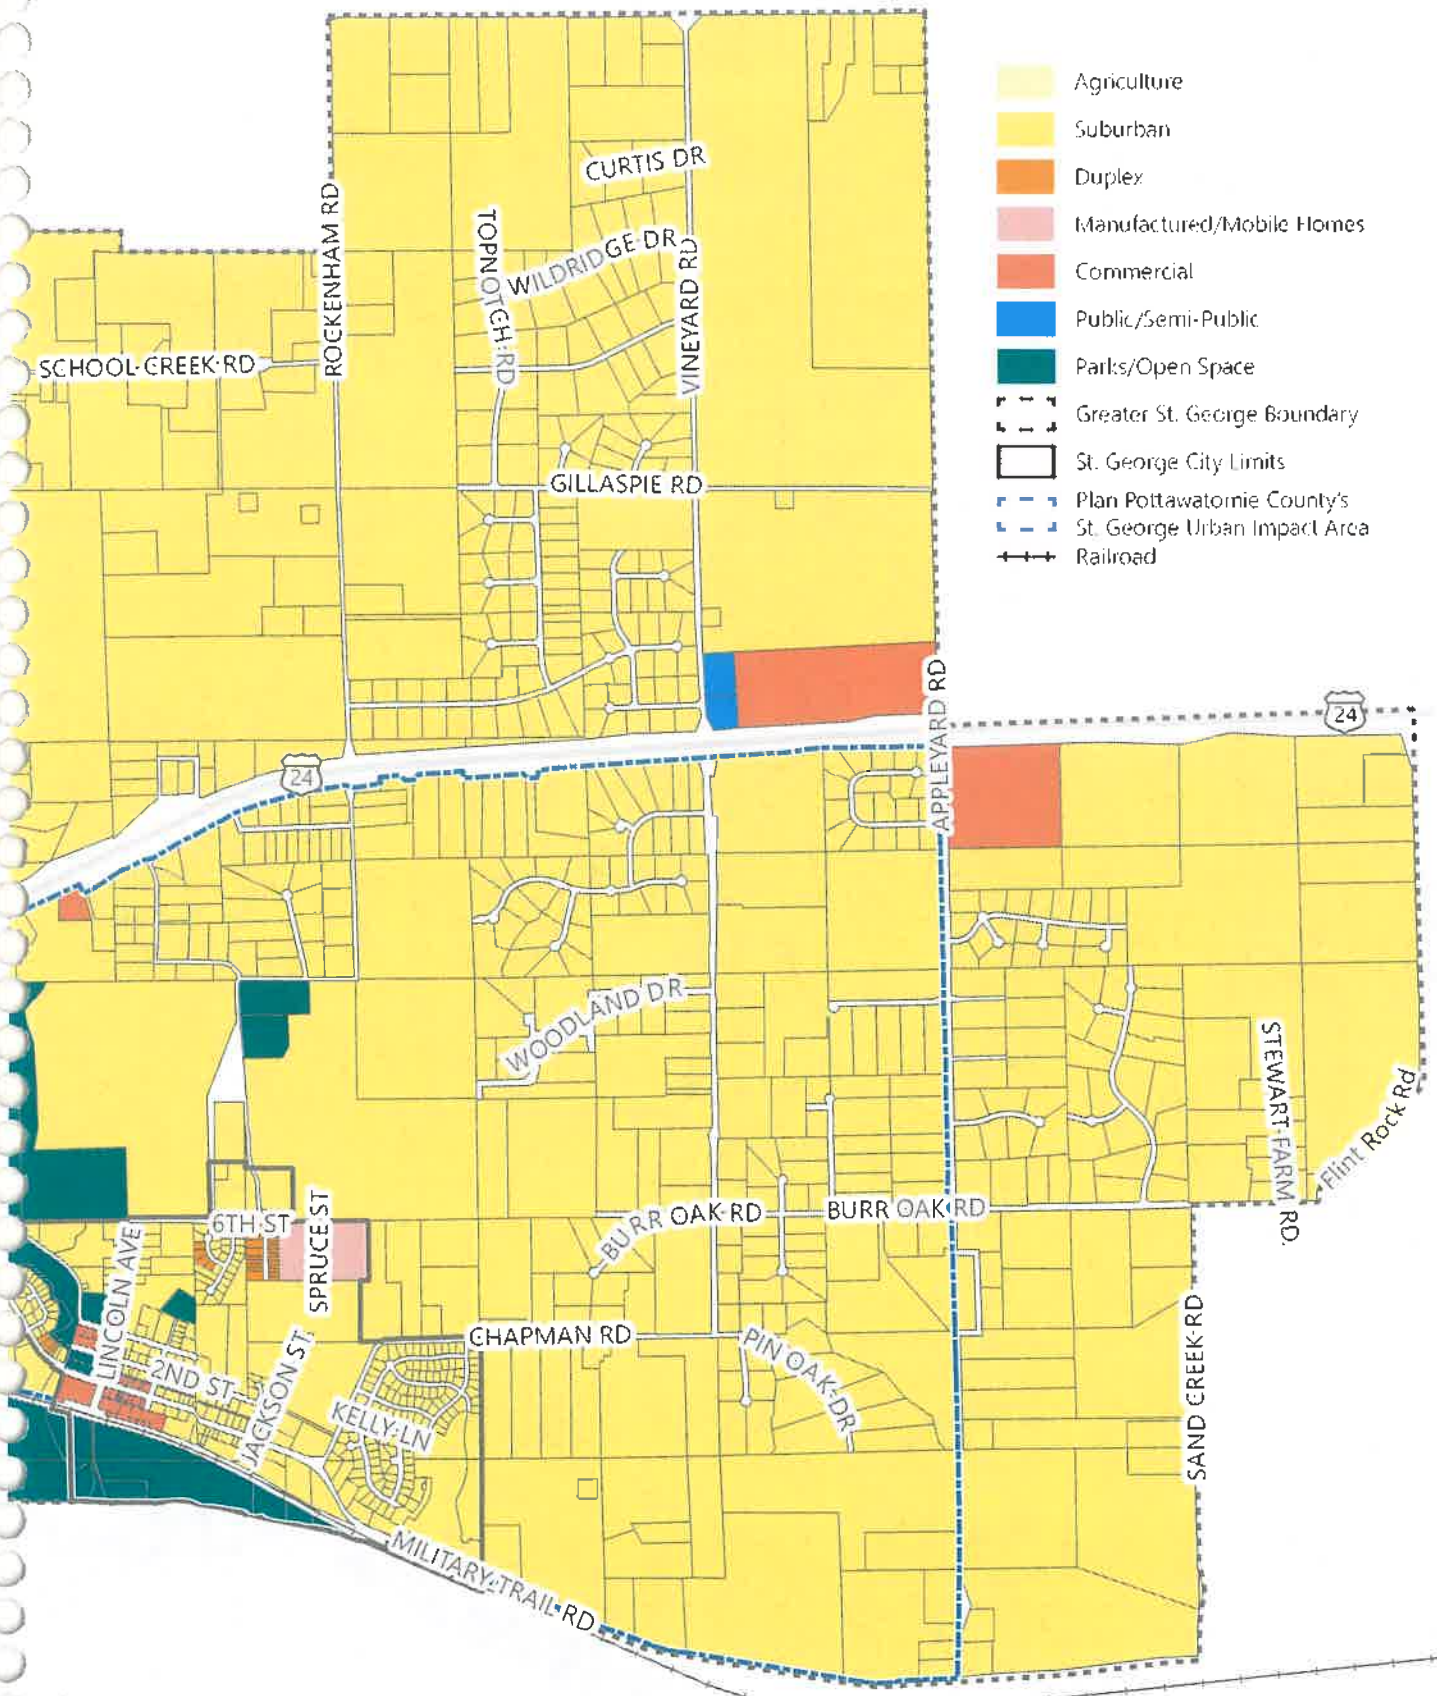 Agriculture
Suburban
Duplex
Manufactured/Mobile Homes
Commercial
Public/Semi-Public
Parks/Open Space
Greater St. George Boundary
St. George City Limits
Plan Pottawatomie County's
St. George Urban Impact Area
Railroad
CURTIS DR
ROCKENHAM RD
TOPNOTCH RD
WILDRIDGE DR
VINEYARD RD
SCHOOL CREEK RD
GILLASPIE RD
APPLEYARD RD
24
24
WOODLAND DR
STEWART FARM RD.
Flint Rock Rd
BURR OAK RD
BURR OAK RD
6TH ST
SPRUCE ST
LINCOLN AVE
CHAPMAN RD
PIN OAK DR
SAND CREEK RD
2ND ST
JACKSON ST
KELLY LN
MILITARY TRAIL RD